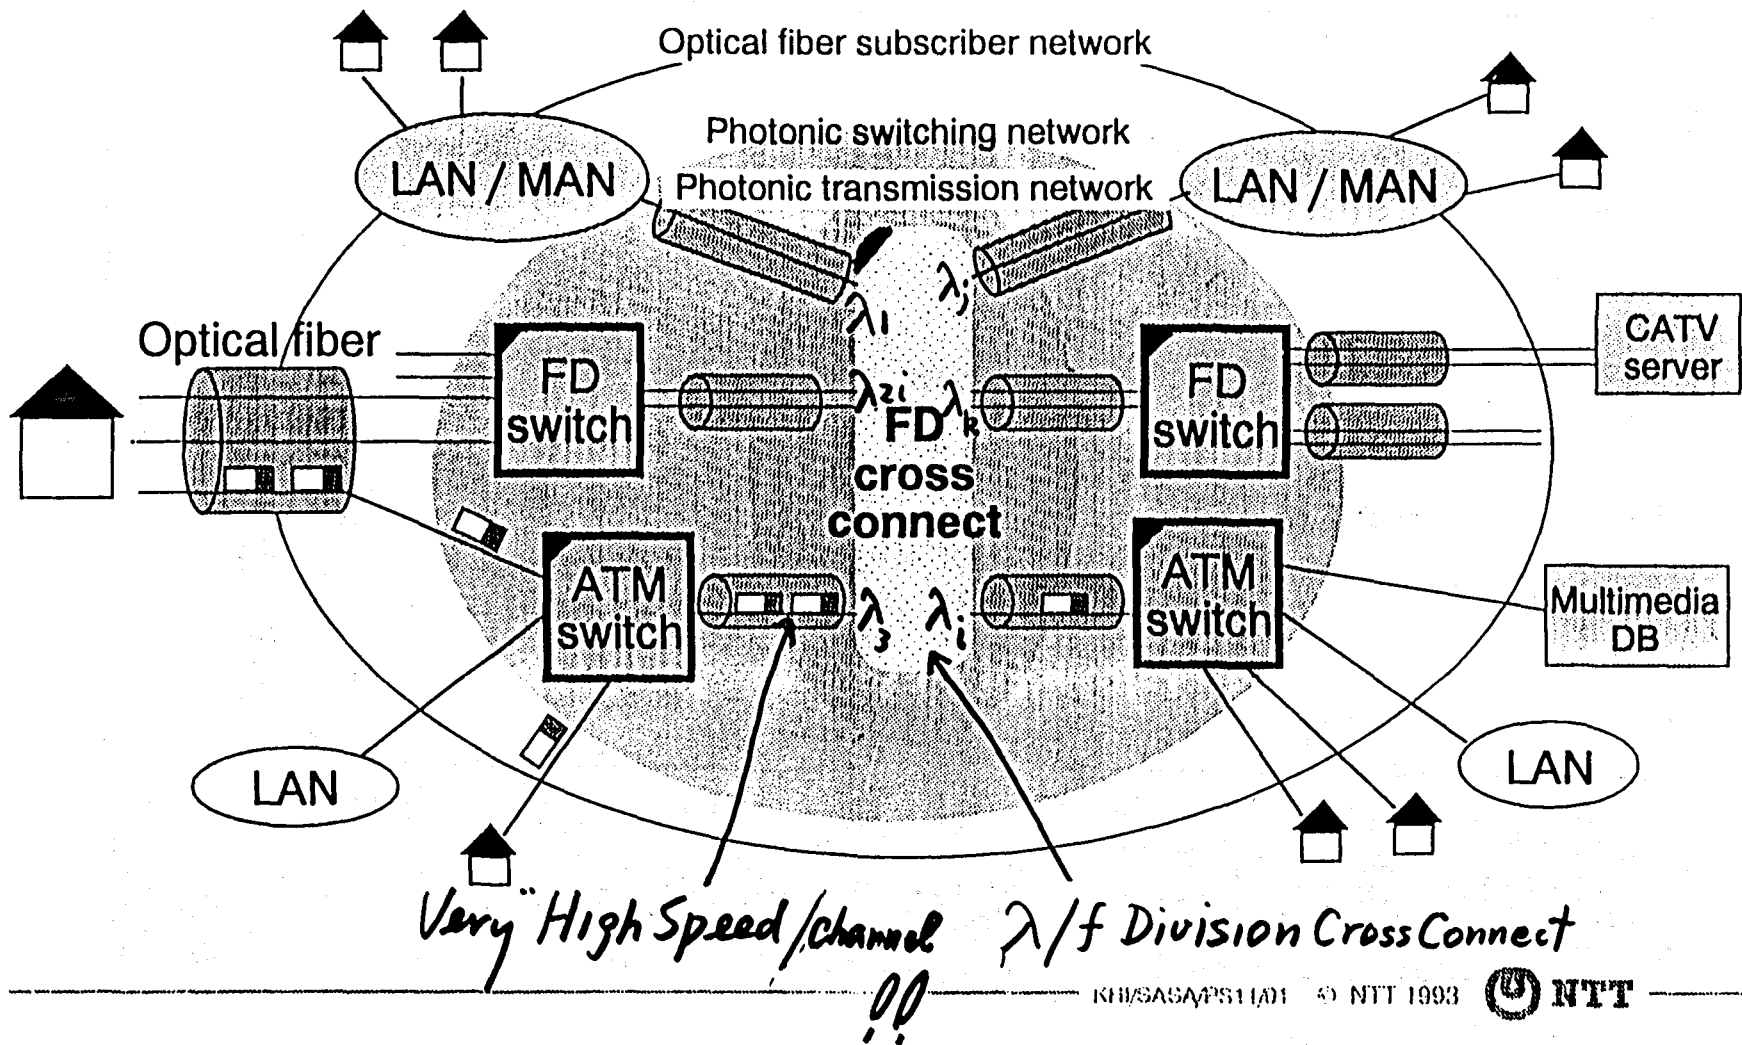 Optical fiber subscriber network
Photonic switching network
LAN / MAN
Photonic transmission network
LAN / MAN
λ1
λj
Optical fiber
FD
switch
λ2i
λk
FD
cross
connect
FD
switch
CATV
server
ATM
switch
λ3
λi
ATM
switch
Multimedia
DB
LAN
LAN
Very High Speed/channel
!!
λ/f Division Cross Connect
© NTT 1993
NTT